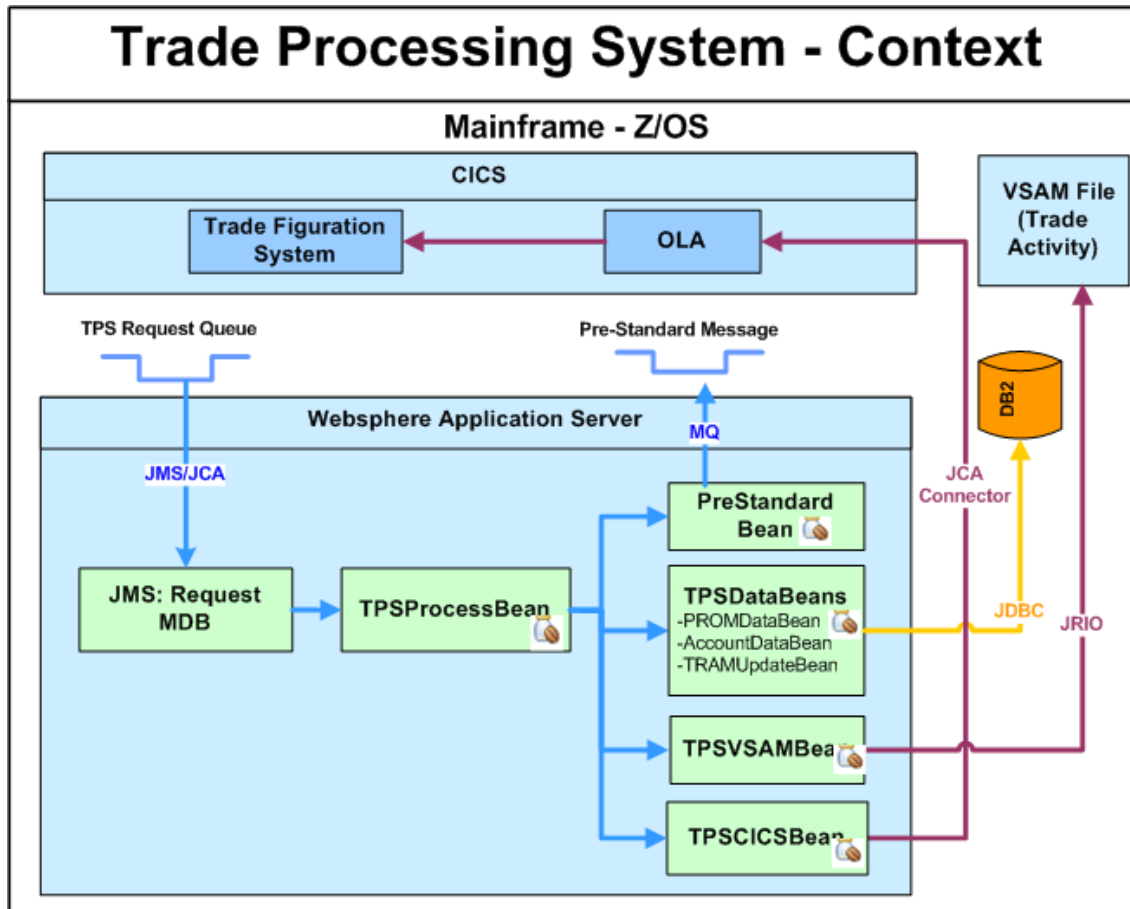 Trade Processing System - Context
Mainframe - Z/OS
CICS
Trade Figuration
System
OLA
VSAM File
(Trade
Activity)
TPS Request Queue
Pre-Standard Message
DB2
Websphere Application Server
MQ
JMS/JCA
JCA
Connector
PreStandard
Bean
JMS: Request
MDB
TPSProcessBean
TPSDataBeans
-PROMDataBean
-AccountDataBean
-TRAMUpdateBean
JDBC
JRIO
TPSVSAMBea
TPSCICSBean